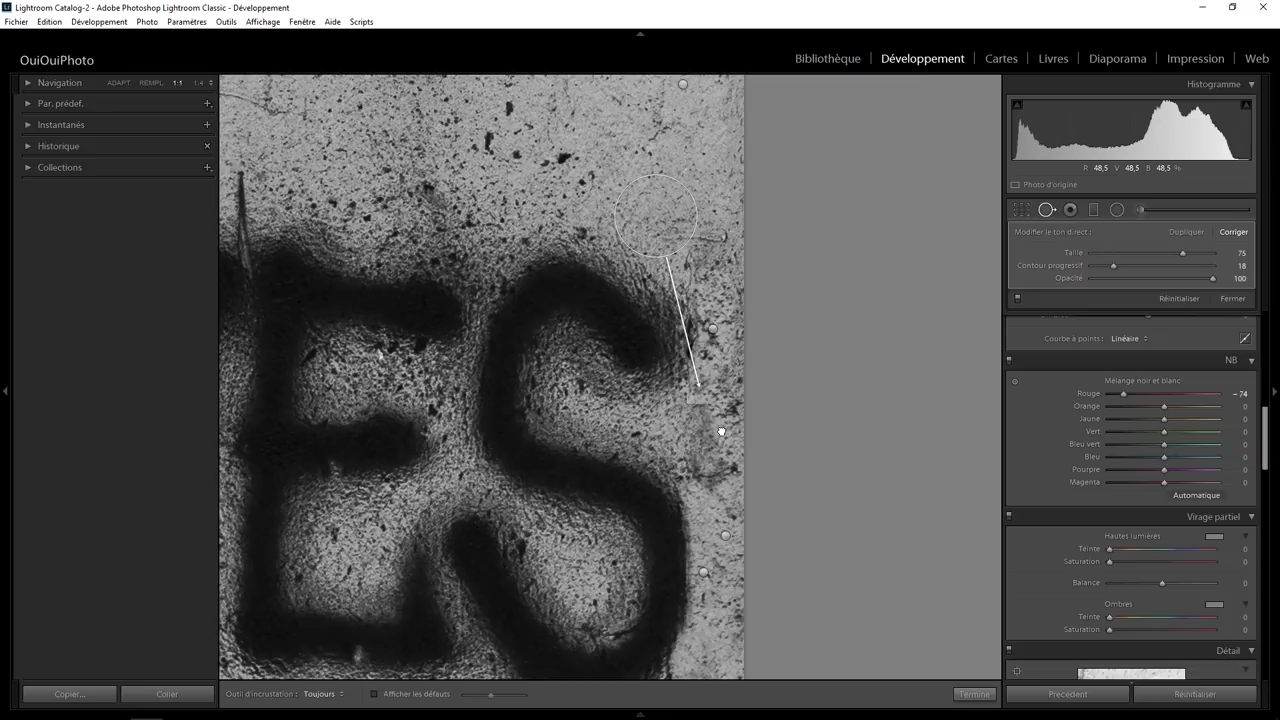 Lightroom Catalog-2 - Adobe Photoshop Lightroom Classic - Développement
Fichier Edition Développement Photo Paramètres Outils Affichage Fenêtre Aide Scripts
OuiOuiPhoto
Bibliothèque Développement Cartes Livres Diaporama Impression Web
Navigation ADAPT. REMPL. 1:1 1:4
Par. prédéf.
Instantanés
Historique
Collections
ES
Copier...
Coller
Outil d'incrustation : Toujours
Afficher les défauts
Terminé
Histogramme
R 48,5 V 48,5 B 48,5 %
Photo d'origine
Modifier le ton direct : Dupliquer Corriger
Taille 75
Contour progressif 18
Opacité 100
Réinitialiser Fermer
Courbe à points : Linéaire
NB
Mélange noir et blanc
Rouge – 74
Orange 0
Jaune 0
Vert 0
Bleu vert 0
Bleu 0
Pourpre 0
Magenta 0
Automatique
Virage partiel
Hautes lumières
Teinte 0
Saturation 0
Balance 0
Ombres
Teinte 0
Saturation 0
Détail
Précédent
Réinitialiser